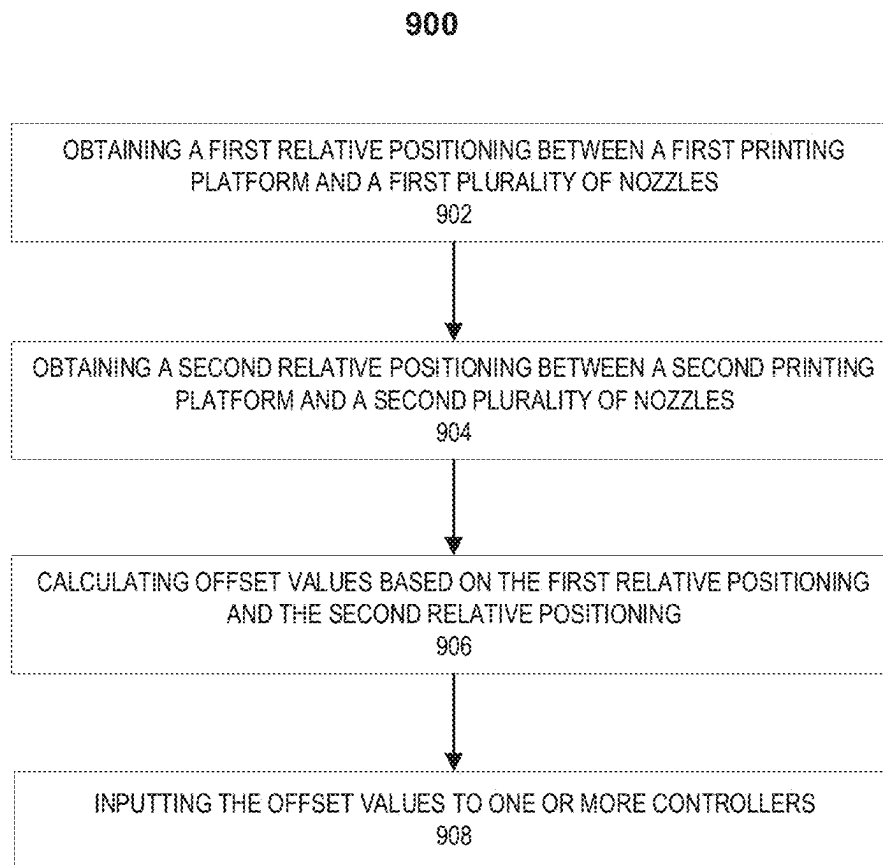 900
OBTAINING A FIRST RELATIVE POSITIONING BETWEEN A FIRST PRINTING
PLATFORM AND A FIRST PLURALITY OF NOZZLES
902
OBTAINING A SECOND RELATIVE POSITIONING BETWEEN A SECOND PRINTING
PLATFORM AND A SECOND PLURALITY OF NOZZLES
904
CALCULATING OFFSET VALUES BASED ON THE FIRST RELATIVE POSITIONING
AND THE SECOND RELATIVE POSITIONING
906
INPUTTING THE OFFSET VALUES TO ONE OR MORE CONTROLLERS
908